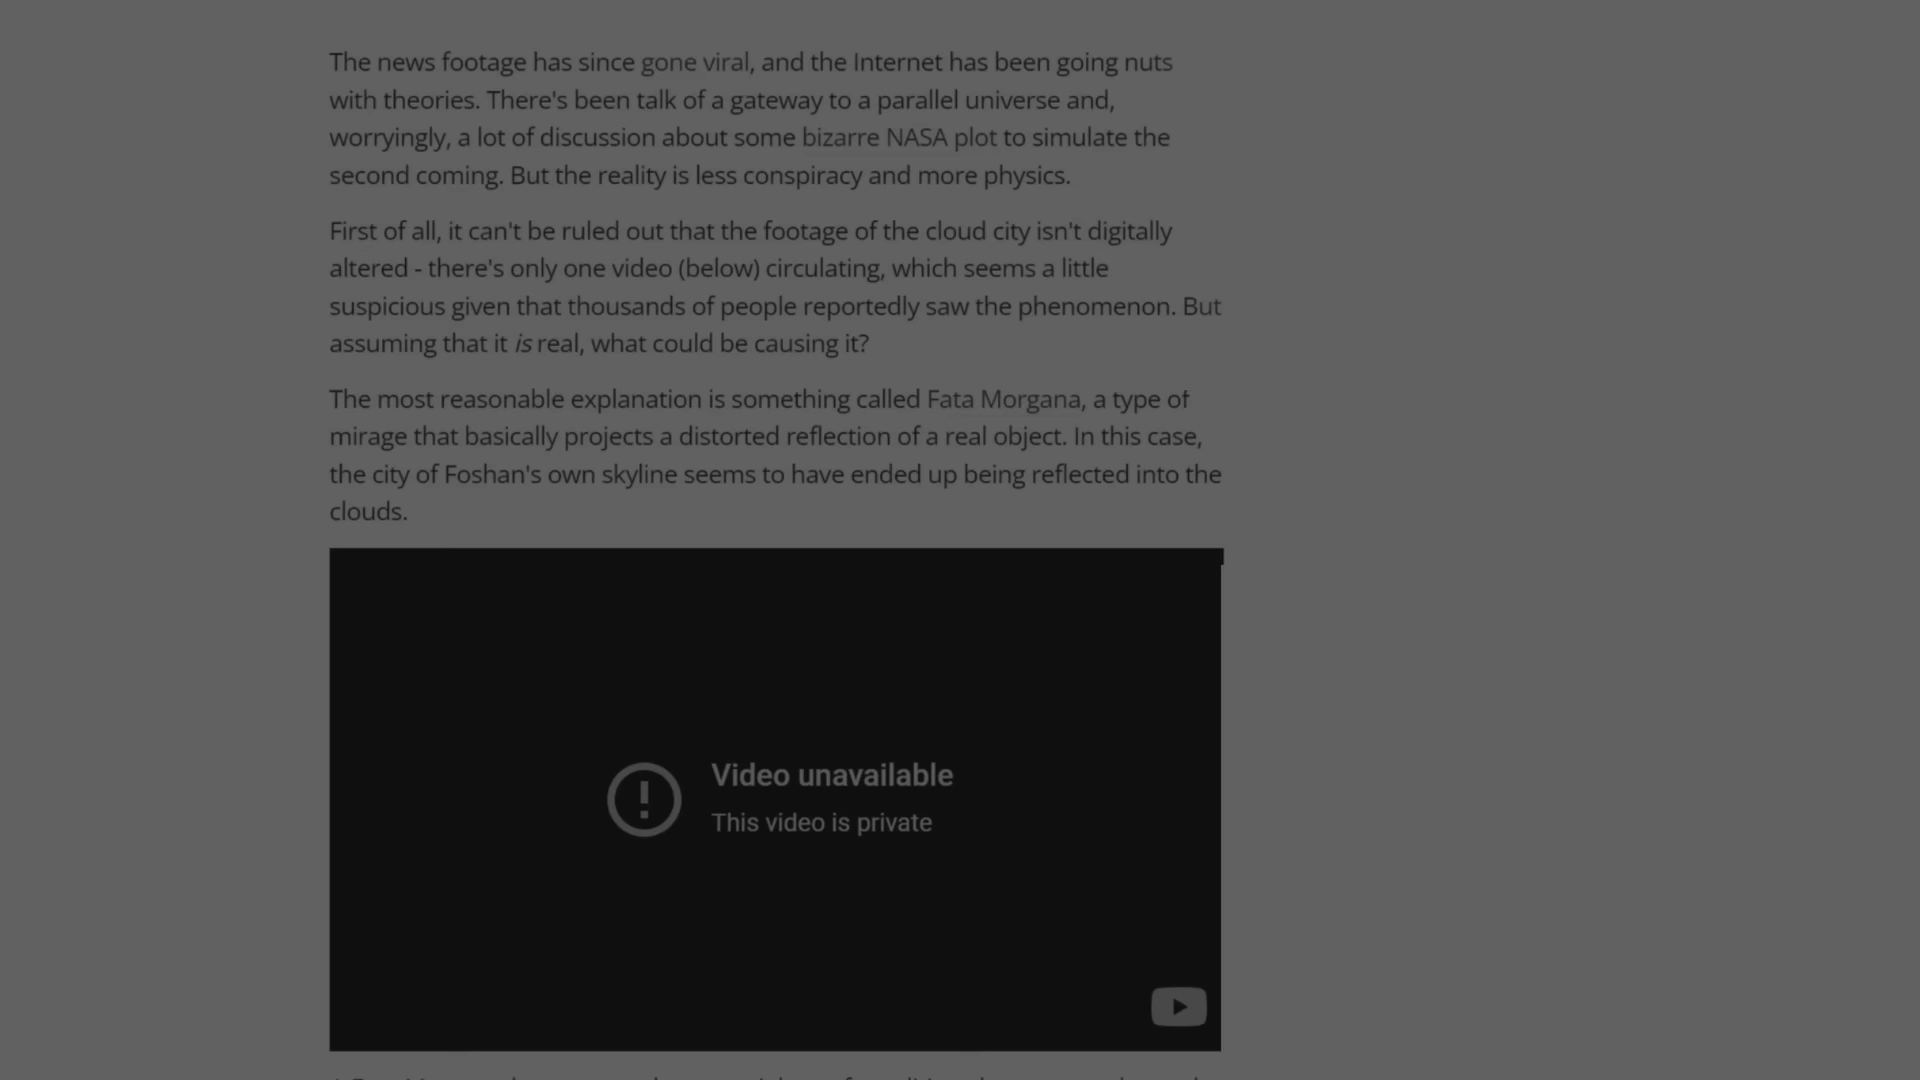 The news footage has since gone viral, and the Internet has been going nuts
with theories. There's been talk of a gateway to a parallel universe and,
worryingly, a lot of discussion about some bizarre NASA plot to simulate the
second coming. But the reality is less conspiracy and more physics.
First of all, it can't be ruled out that the footage of the cloud city isn't digitally
altered - there's only one video (below) circulating, which seems a little
suspicious given that thousands of people reportedly saw the phenomenon. But
assuming that it is real, what could be causing it?
The most reasonable explanation is something called Fata Morgana, a type of
mirage that basically projects a distorted reflection of a real object. In this case,
the city of Foshan's own skyline seems to have ended up being reflected into the
clouds.
Video unavailable
This video is private